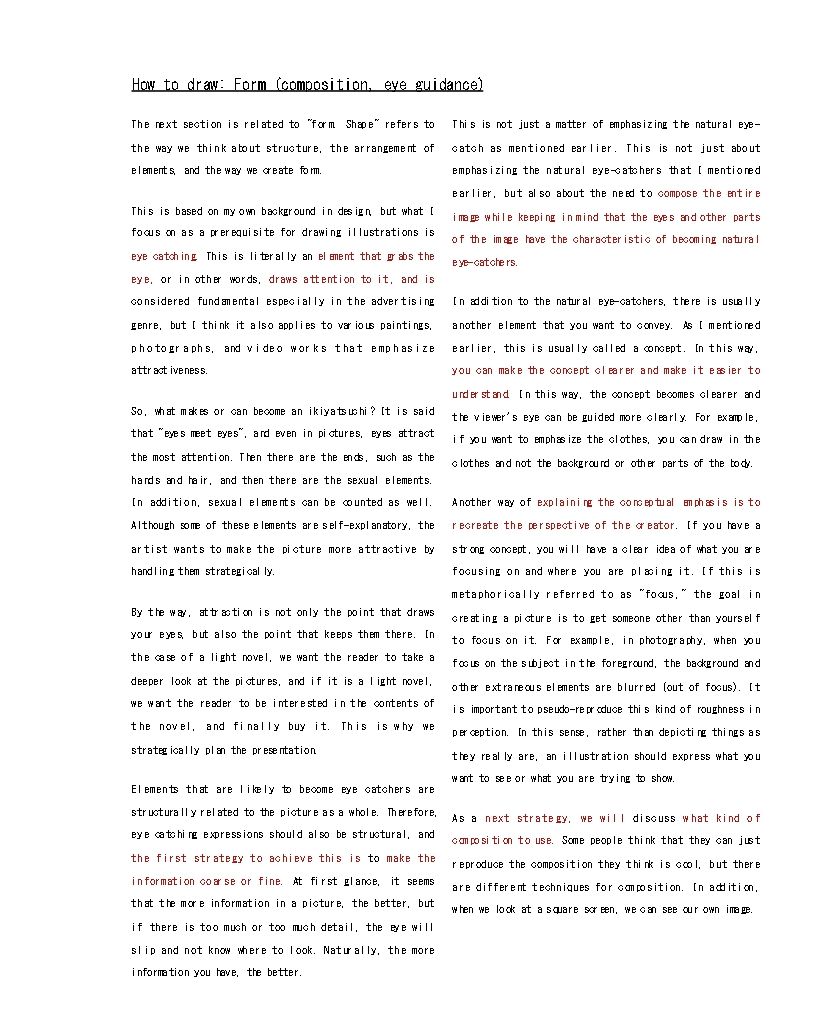 How to draw: Form (composition, eye guidance)
The next section is related to "form. Shape" refers to
the way we think about structure, the arrangement of
elements, and the way we create form.
This is based on my own background in design, but what I
focus on as a prerequisite for drawing illustrations is
eye catching. This is literally an element that grabs the
eye, or in other words, draws attention to it, and is
considered fundamental especially in the advertising
genre, but I think it also applies to various paintings,
photographs, and video works that emphasize
attractiveness.
So, what makes or can become an ikiyatsuchi? It is said
that "eyes meet eyes", and even in pictures, eyes attract
the most attention. Then there are the ends, such as the
hands and hair, and then there are the sexual elements.
In addition, sexual elements can be counted as well.
Although some of these elements are self-explanatory, the
artist wants to make the picture more attractive by
handling them strategically.
By the way, attraction is not only the point that draws
your eyes, but also the point that keeps them there. In
the case of a light novel, we want the reader to take a
deeper look at the pictures, and if it is a light novel,
we want the reader to be interested in the contents of
the novel, and finally buy it. This is why we
strategically plan the presentation.
Elements that are likely to become eye catchers are
structurally related to the picture as a whole. Therefore,
eye catching expressions should also be structural, and
the first strategy to achieve this is to make the
information coarse or fine. At first glance, it seems
that the more information in a picture, the better, but
if there is too much or too much detail, the eye will
slip and not know where to look. Naturally, the more
information you have, the better.
This is not just a matter of emphasizing the natural eye-
catch as mentioned earlier. This is not just about
emphasizing the natural eye-catchers that I mentioned
earlier, but also about the need to compose the entire
image while keeping in mind that the eyes and other parts
of the image have the characteristic of becoming natural
eye-catchers.
In addition to the natural eye-catchers, there is usually
another element that you want to convey. As I mentioned
earlier, this is usually called a concept. In this way,
you can make the concept clearer and make it easier to
understand. In this way, the concept becomes clearer and
the viewer's eye can be guided more clearly. For example,
if you want to emphasize the clothes, you can draw in the
clothes and not the background or other parts of the body.
Another way of explaining the conceptual emphasis is to
recreate the perspective of the creator. If you have a
strong concept, you will have a clear idea of what you are
focusing on and where you are placing it. If this is
metaphorically referred to as "focus," the goal in
creating a picture is to get someone other than yourself
to focus on it. For example, in photography, when you
focus on the subject in the foreground, the background and
other extraneous elements are blurred (out of focus). It
is important to pseudo-reproduce this kind of roughness in
perception. In this sense, rather than depicting things as
they really are, an illustration should express what you
want to see or what you are trying to show.
As a next strategy, we will discuss what kind of
composition to use. Some people think that they can just
reproduce the composition they think is cool, but there
are different techniques for composition. In addition,
when we look at a square screen, we can see our own image.